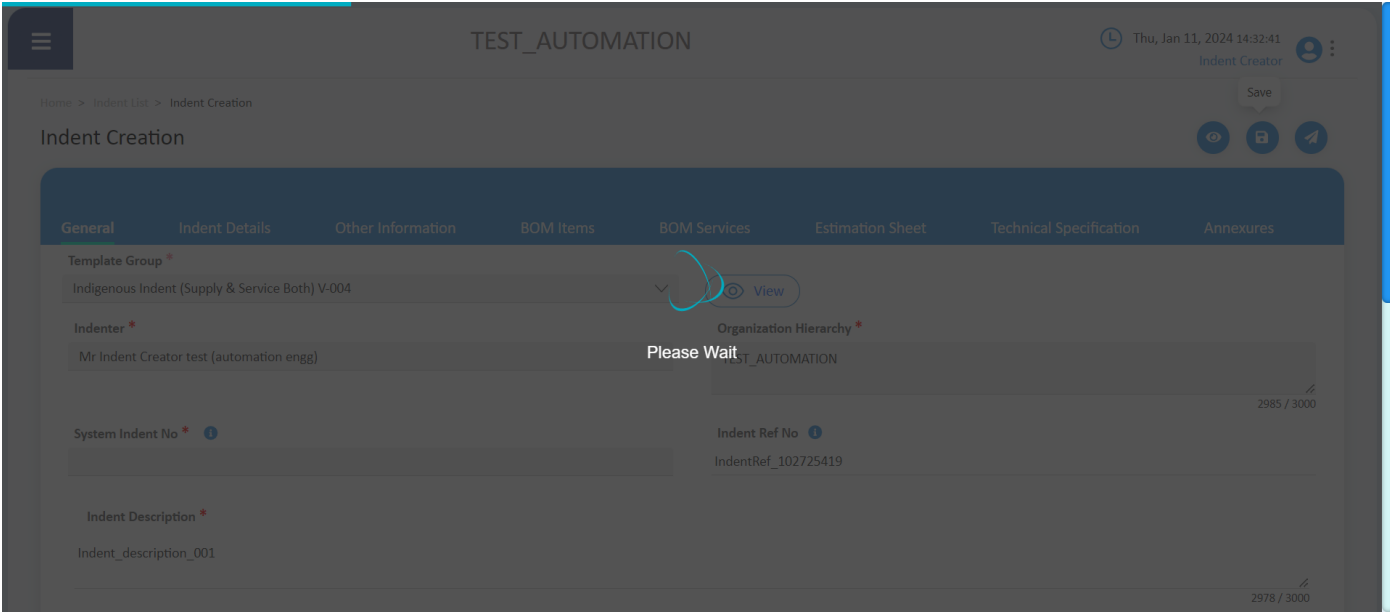 TEST_AUTOMATION
Thu, Jan 11, 2024 14:32:41
Indent Creator
Home > Indent List > Indent Creation
Save
Indent Creation
General Indent Details Other Information BOM Items BOM Services Estimation Sheet Technical Specification Annexures
Template Group *
Indigenous Indent (Supply & Service Both) V-004
View
Indenter * Organization Hierarchy *
Mr Indent Creator test (automation engg) TEST_AUTOMATION
Please Wait
2985 / 3000
System Indent No * Indent Ref No
IndentRef_102725419
Indent Description *
Indent_description_001
2978 / 3000